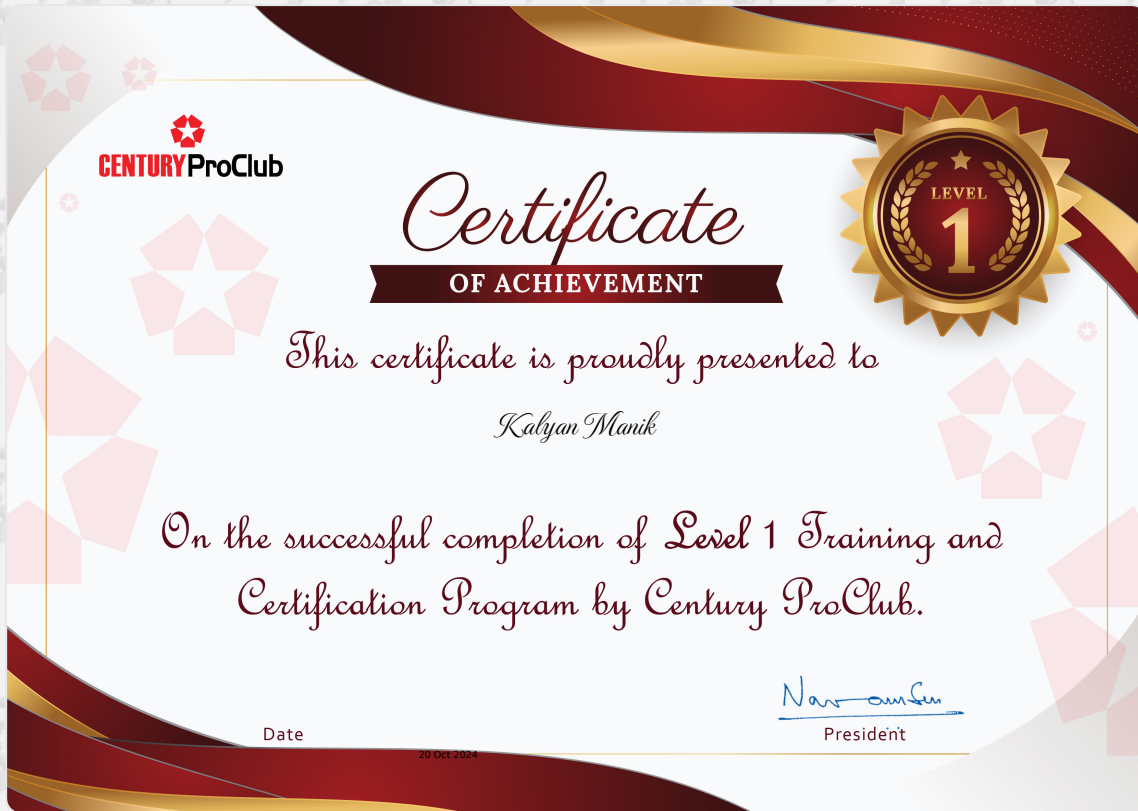 CENTURY ProClub
Certificate
OF ACHIEVEMENT
LEVEL
1
This certificate is proudly presented to
Kalyan Manik
On the successful completion of Level 1 Training and
Certification Program by Century ProClub.
Date
President
20 Oct 2024